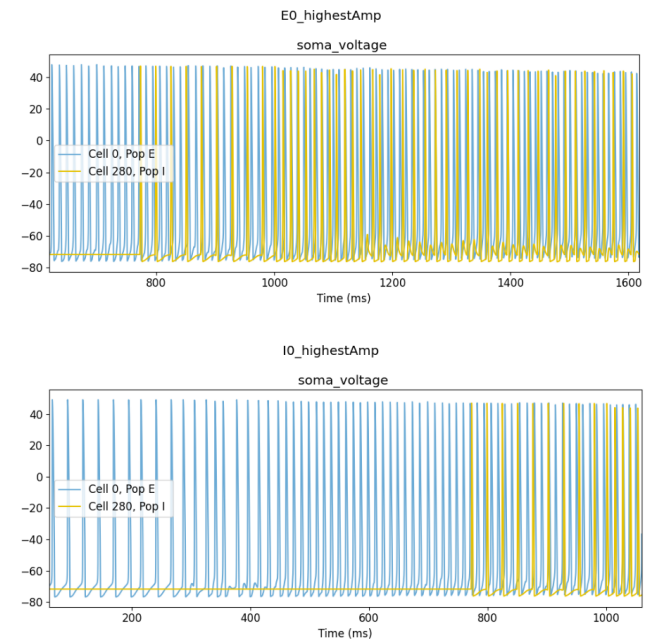 E0_highestAmp
soma_voltage
40
20
0
−20
−40
−60
−80
Cell 0, Pop E
Cell 280, Pop I
800 1000 1200 1400 1600
Time (ms)
I0_highestAmp
soma_voltage
40
20
0
−20
−40
−60
−80
Cell 0, Pop E
Cell 280, Pop I
200 400 600 800 1000
Time (ms)